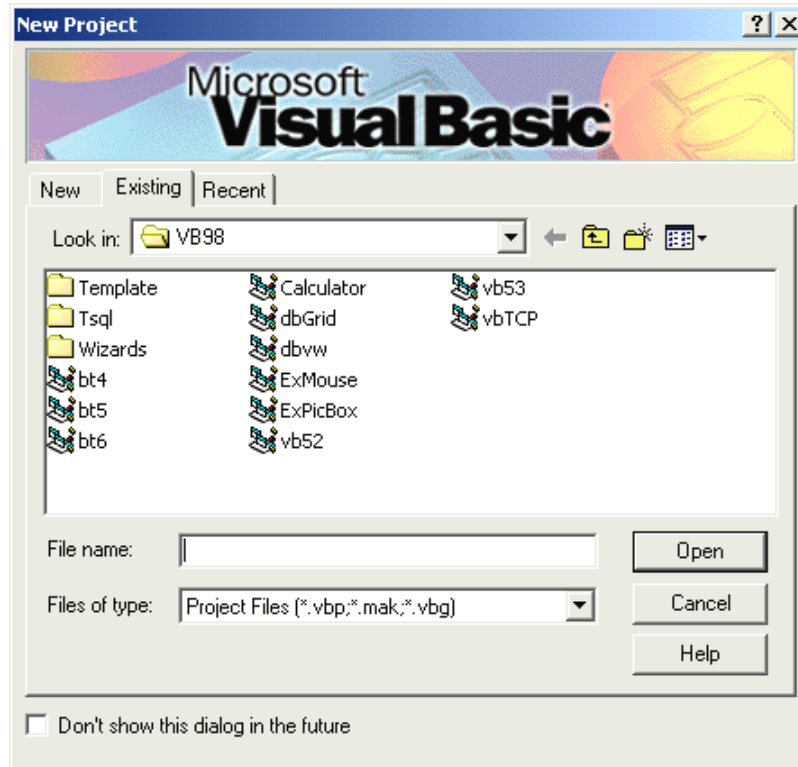 New Project
Microsoft
Visual Basic
New Existing Recent
Look in: VB98
Template Calculator vb53
Tsql dbGrid vbTCP
Wizards dbvw
bt4 ExMouse
bt5 ExPicBox
bt6 vb52
File name: Open
Files of type: Project Files (*.vbp;*.mak;*.vbg) Cancel
Help
Don't show this dialog in the future